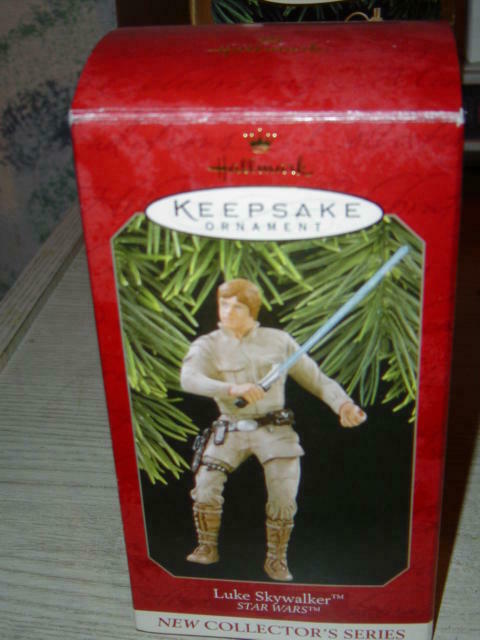 Hallmark
KEEPSAKE
ORNAMENT
Luke Skywalker™
STAR WARS™
NEW COLLECTOR'S SERIES